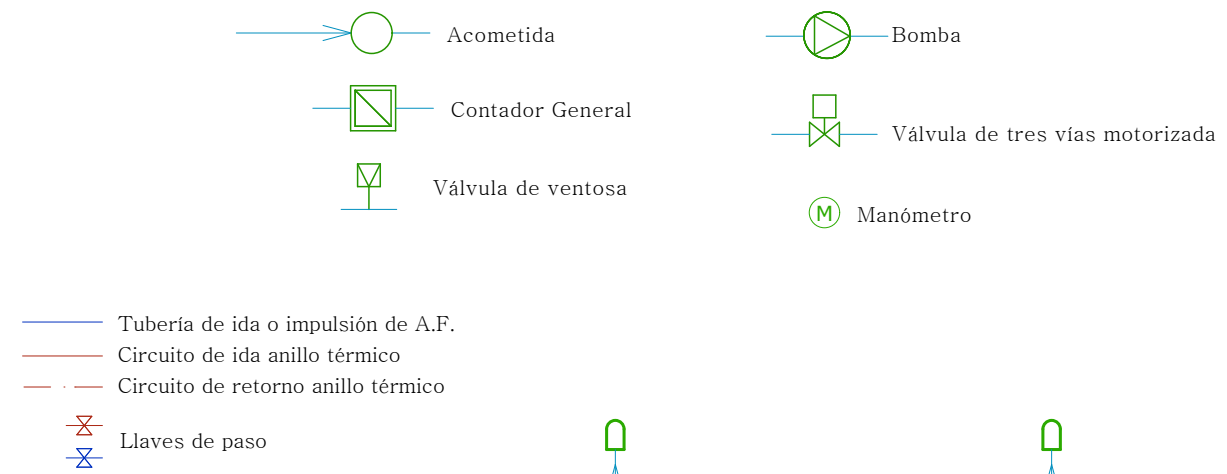 Acometida
Bomba
Contador General
Válvula de tres vías motorizada
Válvula de ventosa
M Manómetro
Tubería de ida o impulsión de A.F.
Circuito de ida anillo térmico
Circuito de retorno anillo térmico
Llaves de paso